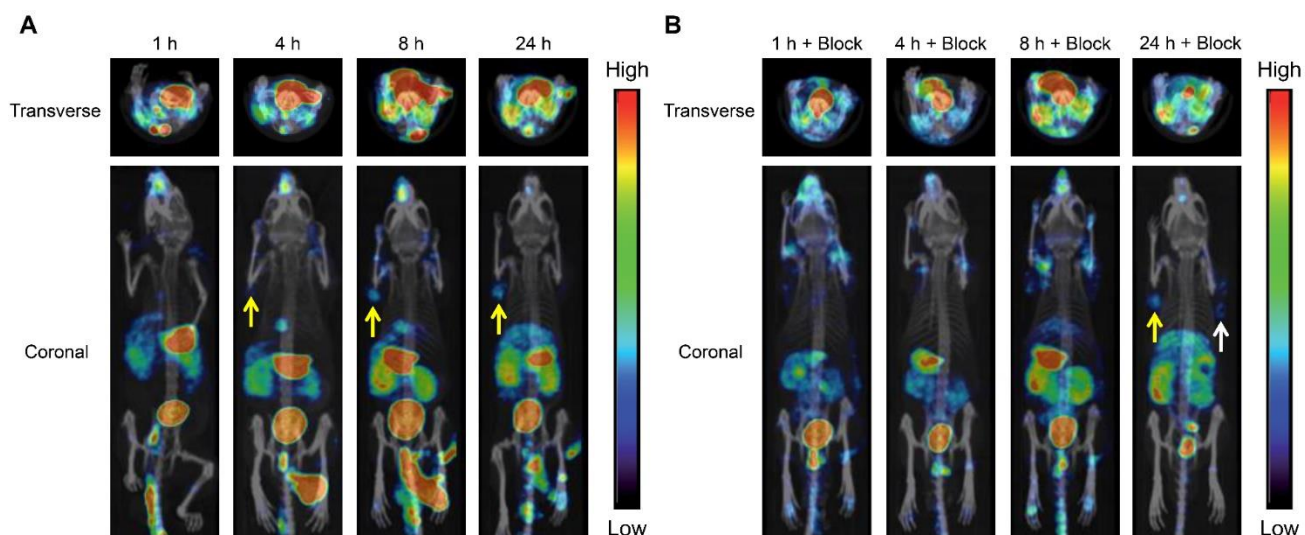 A
B
1 h 4 h 8 h 24 h
High
1 h + Block 4 h + Block 8 h + Block 24 h + Block
High
Transverse
Transverse
Coronal
Coronal
Low
Low